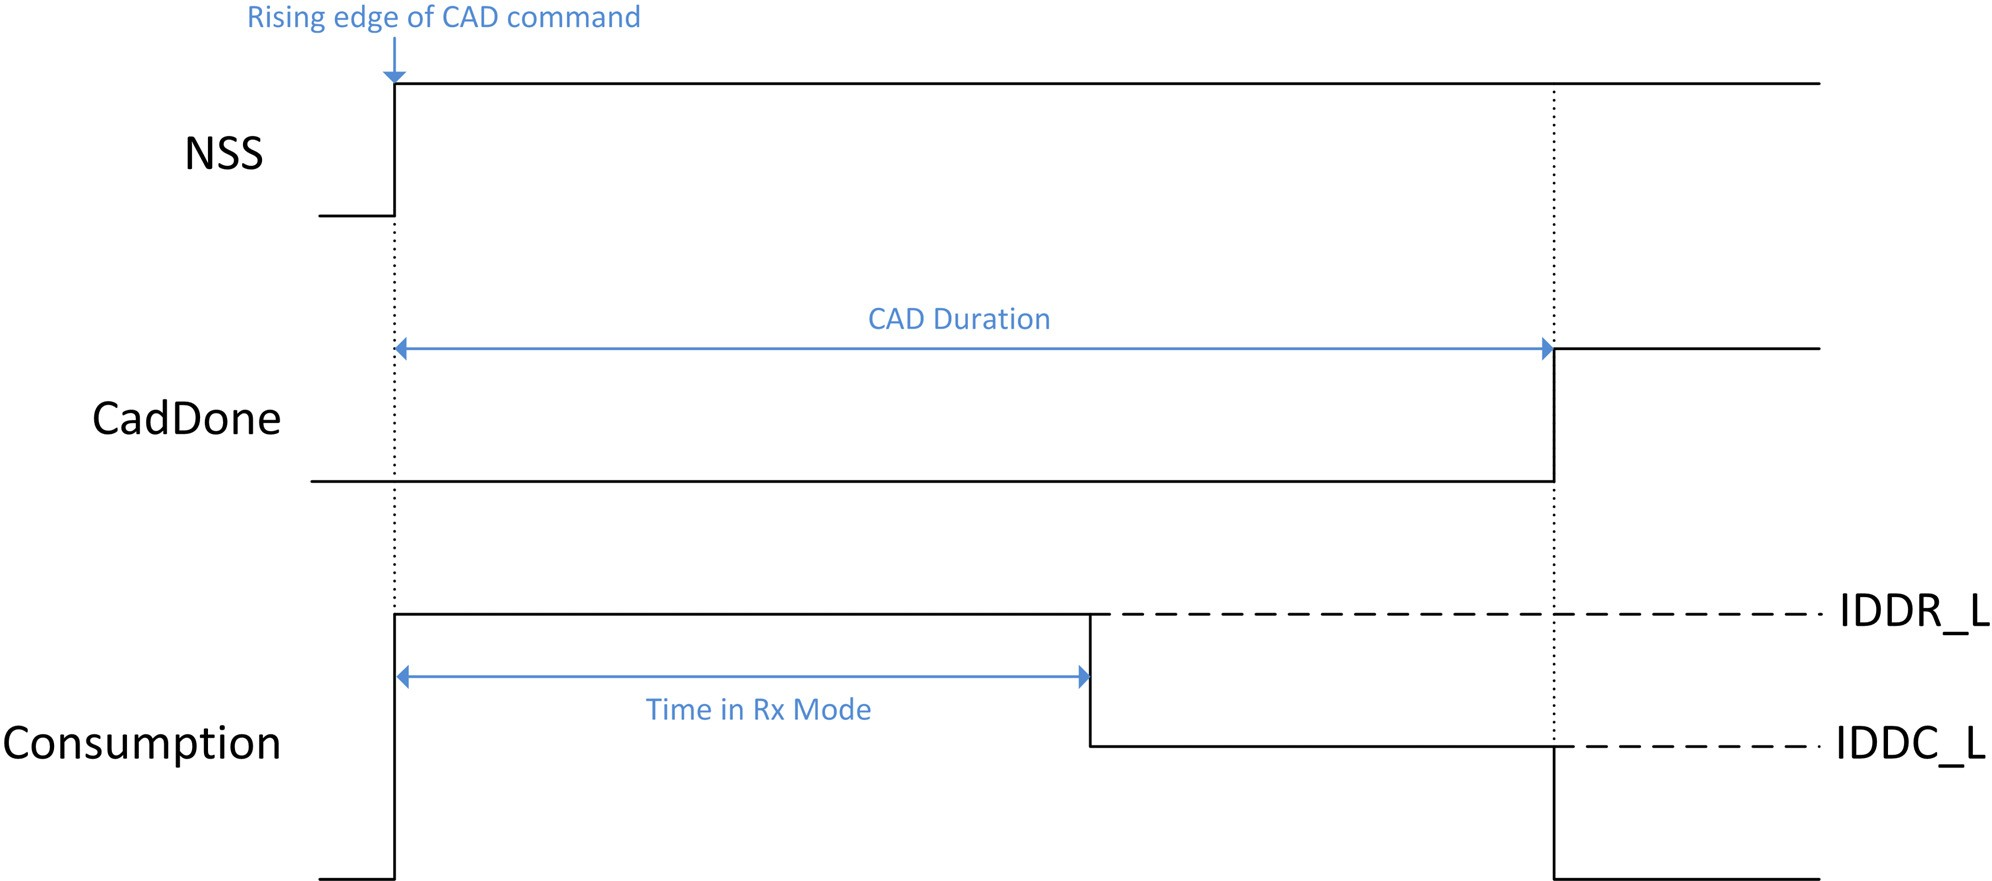 Rising edge of CAD command
NSS
CAD Duration
CadDone
IDDR_L
Time in Rx Mode
Consumption
IDDC_L